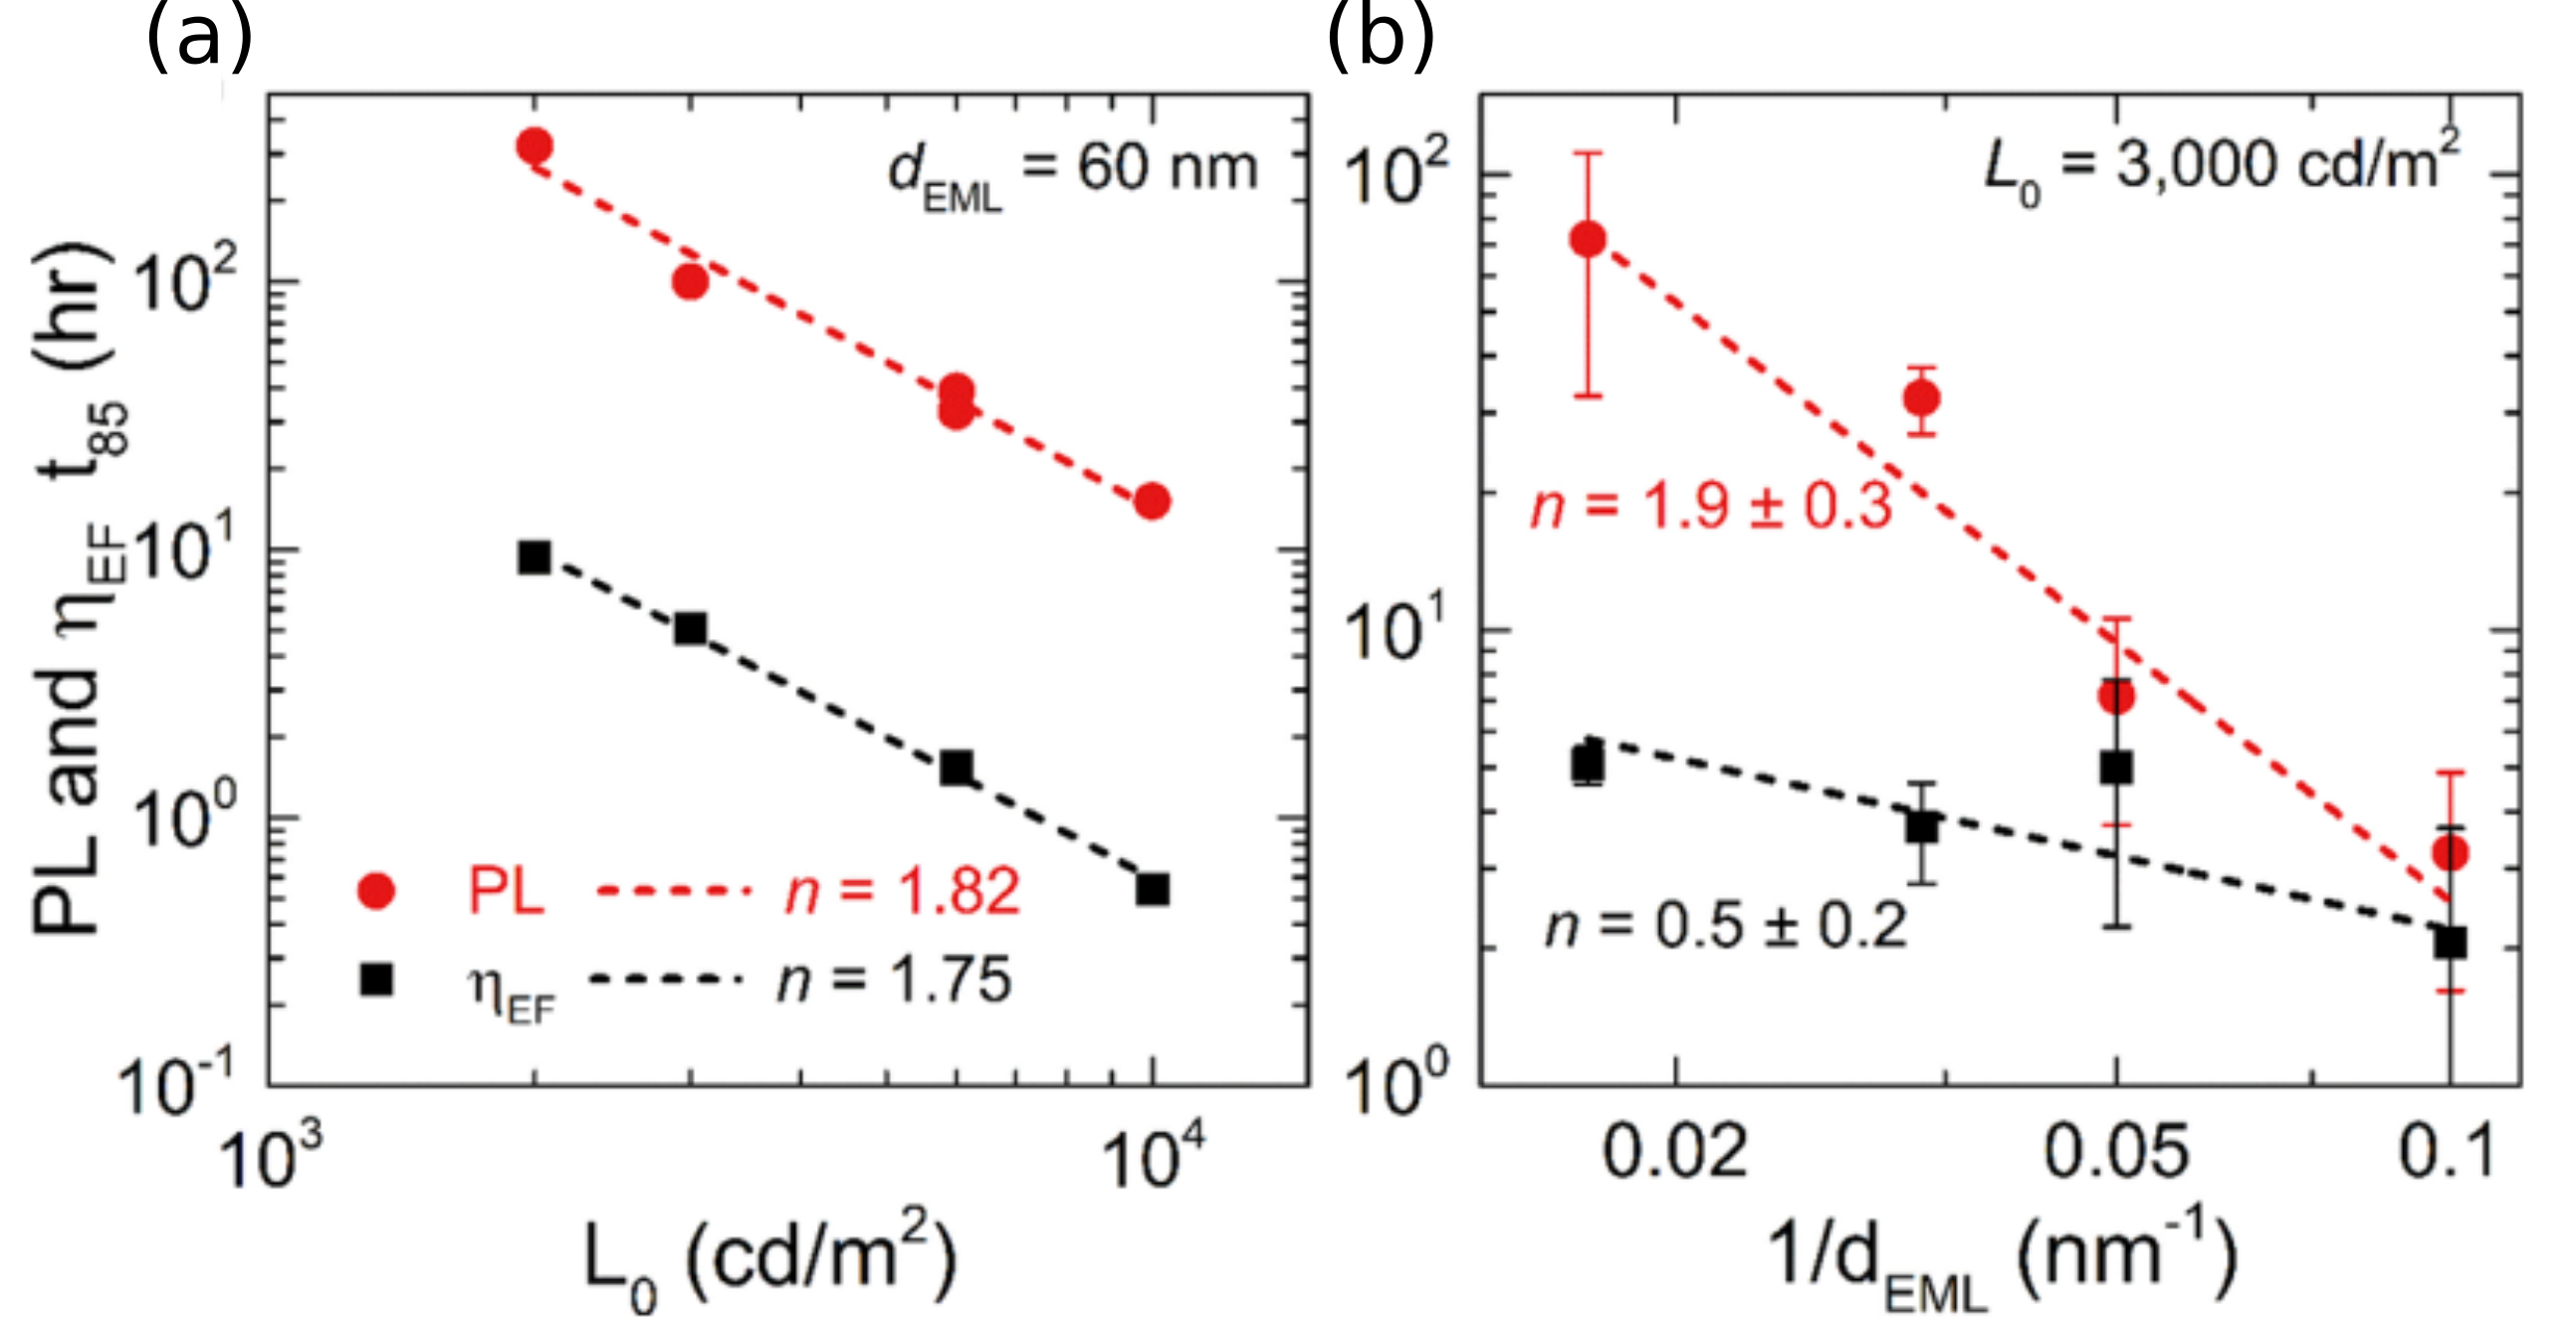 (a)
(b)
PL and η_EF t_85 (hr)
10^2
10^1
10^0
10^-1
d_EML = 60 nm
PL n = 1.82
η_EF n = 1.75
10^3
10^4
L_0 (cd/m^2)
10^2
10^1
10^0
L_0 = 3,000 cd/m^2
n = 1.9 ± 0.3
n = 0.5 ± 0.2
0.02
0.05
0.1
1/d_EML (nm^-1)